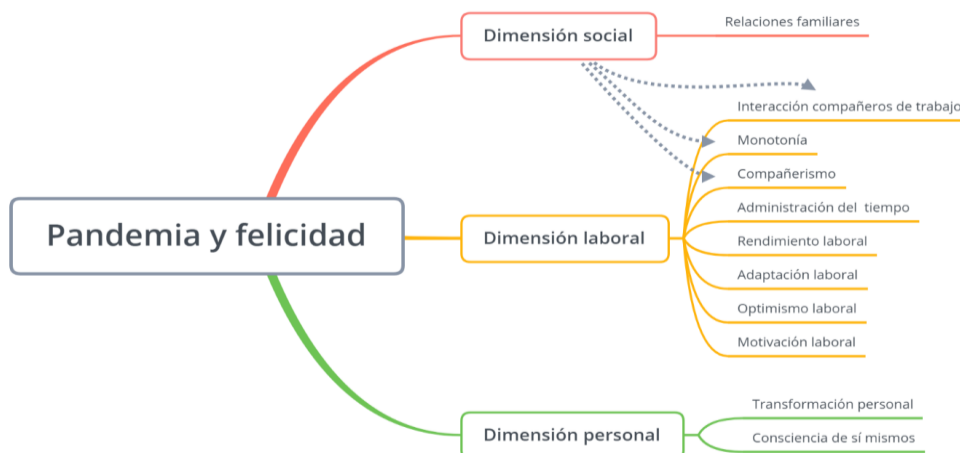 Pandemia y felicidad
Dimensión social
Relaciones familiares
Dimensión laboral
Interacción compañeros de trabajo
Monotonía
Compañerismo
Administración del tiempo
Rendimiento laboral
Adaptación laboral
Optimismo laboral
Motivación laboral
Dimensión personal
Transformación personal
Consciencia de sí mismos